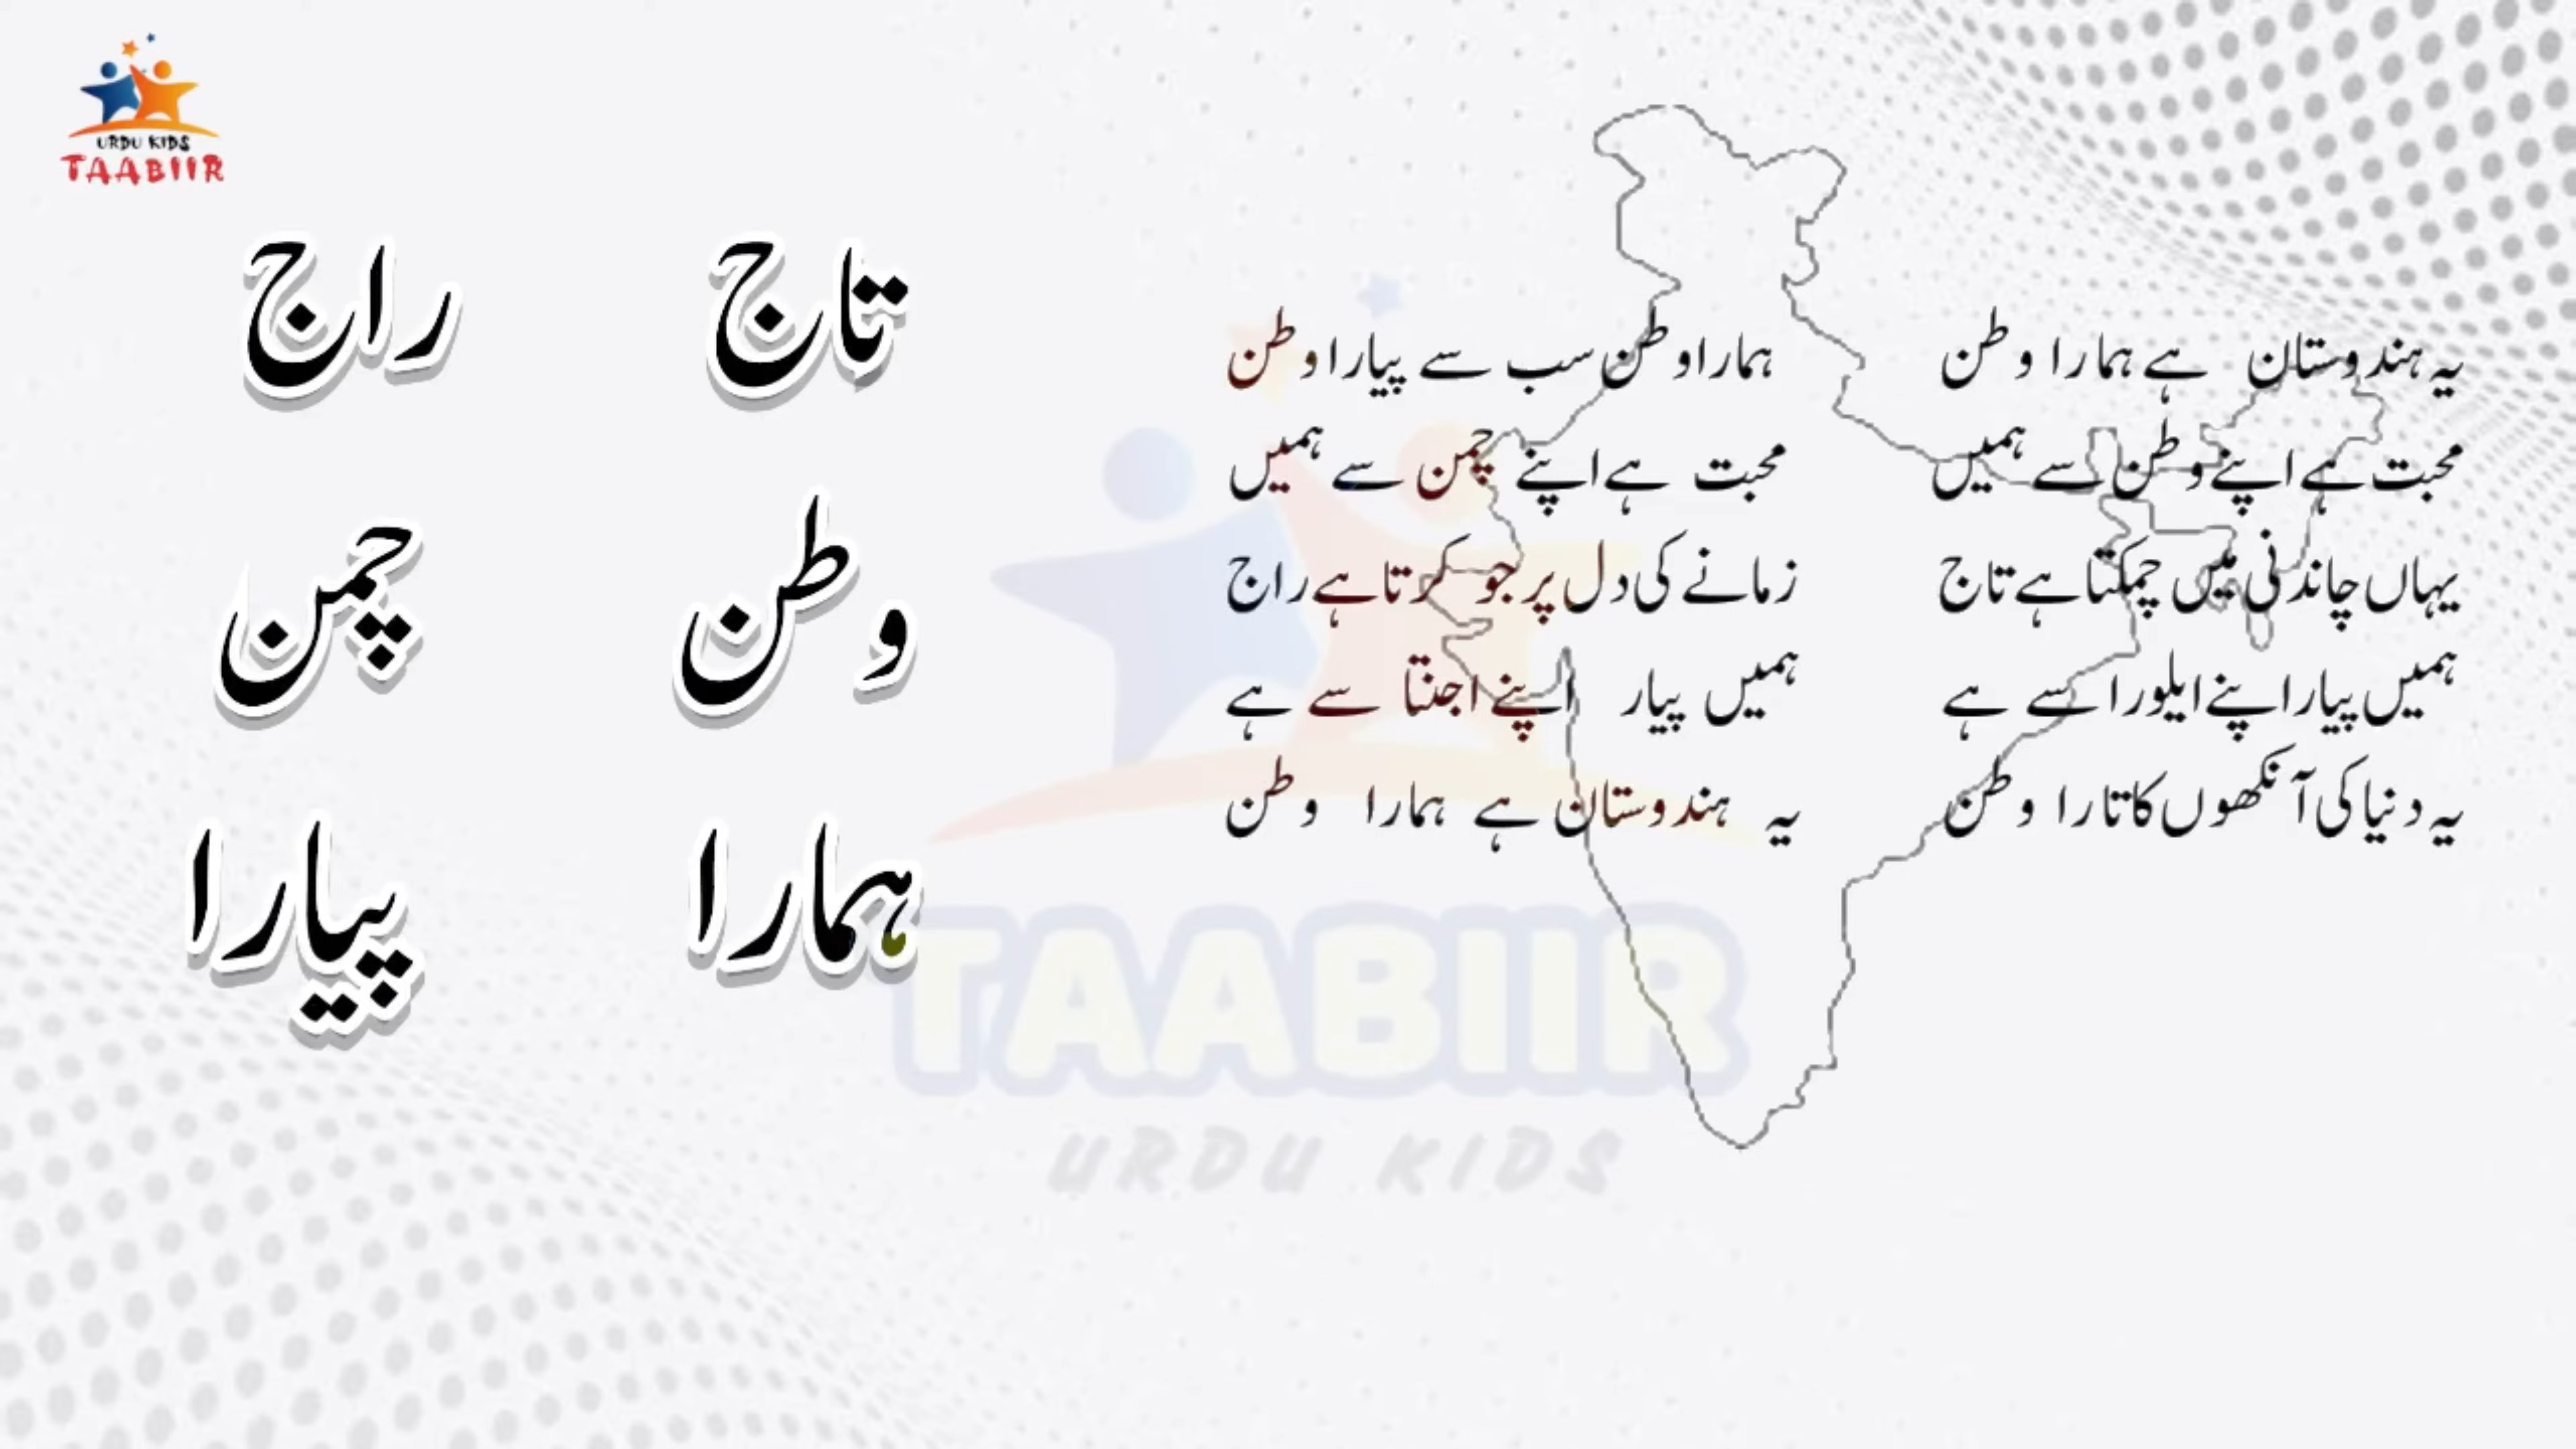 URDU KIDS
TAABIIR
تاج راج
وطن چمن
ہمارا پیارا
یہ ہندوستان ہے ہمارا وطن ہمارا وطن سب سے پیارا وطن
محبت ہے اپنے وطن سے ہمیں محبت ہے اپنے چمن سے ہمیں
یہاں چاندنی میں چمکتا ہے تاج زمانے کی دل پر جو کرتا ہے راج
ہمیں پیار اپنے ایلورا سے ہے ہمیں پیار اپنے اجنتا سے ہے
یہ دنیا کی آنکھوں کا تارا وطن یہ ہندوستان ہے ہمارا وطن
TAABIIR
URDU KIDS